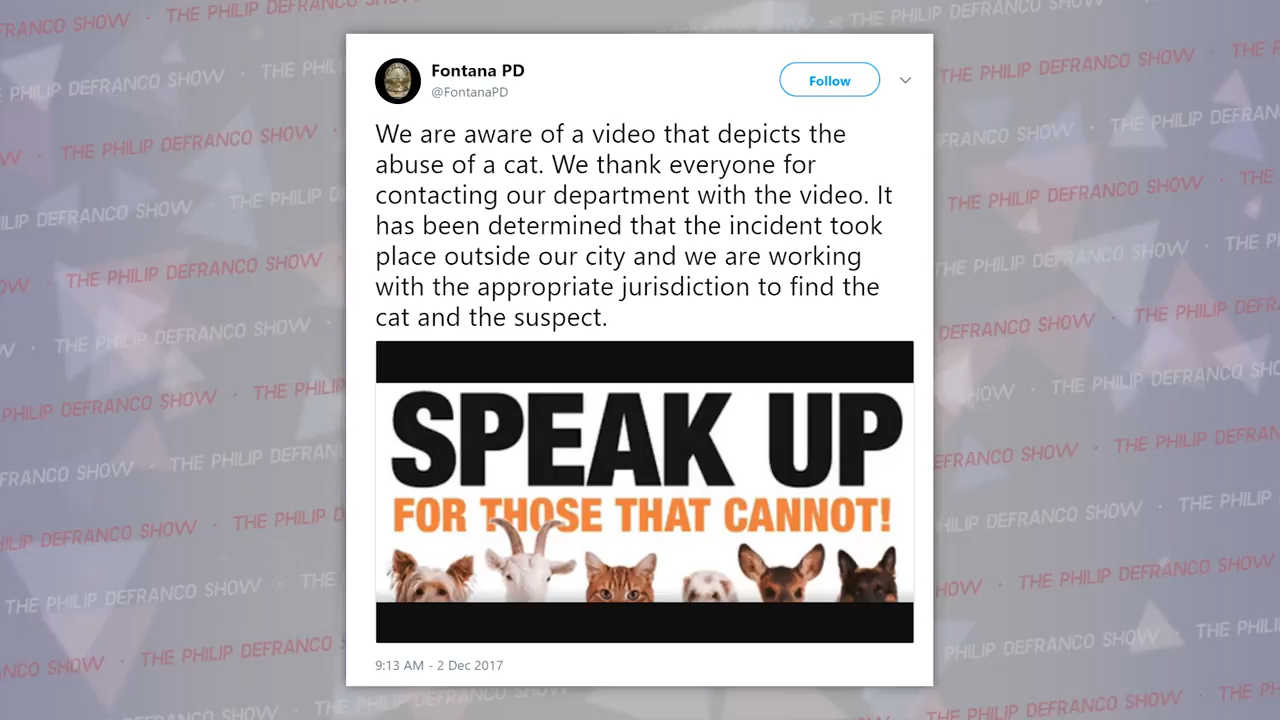 Fontana PD
@FontanaPD
Follow
We are aware of a video that depicts the
abuse of a cat. We thank everyone for
contacting our department with the video. It
has been determined that the incident took
place outside our city and we are working
with the appropriate jurisdiction to find the
cat and the suspect.
SPEAK UP
FOR THOSE THAT CANNOT!
9:13 AM - 2 Dec 2017
THE PHILIP DEFRANCO SHOW